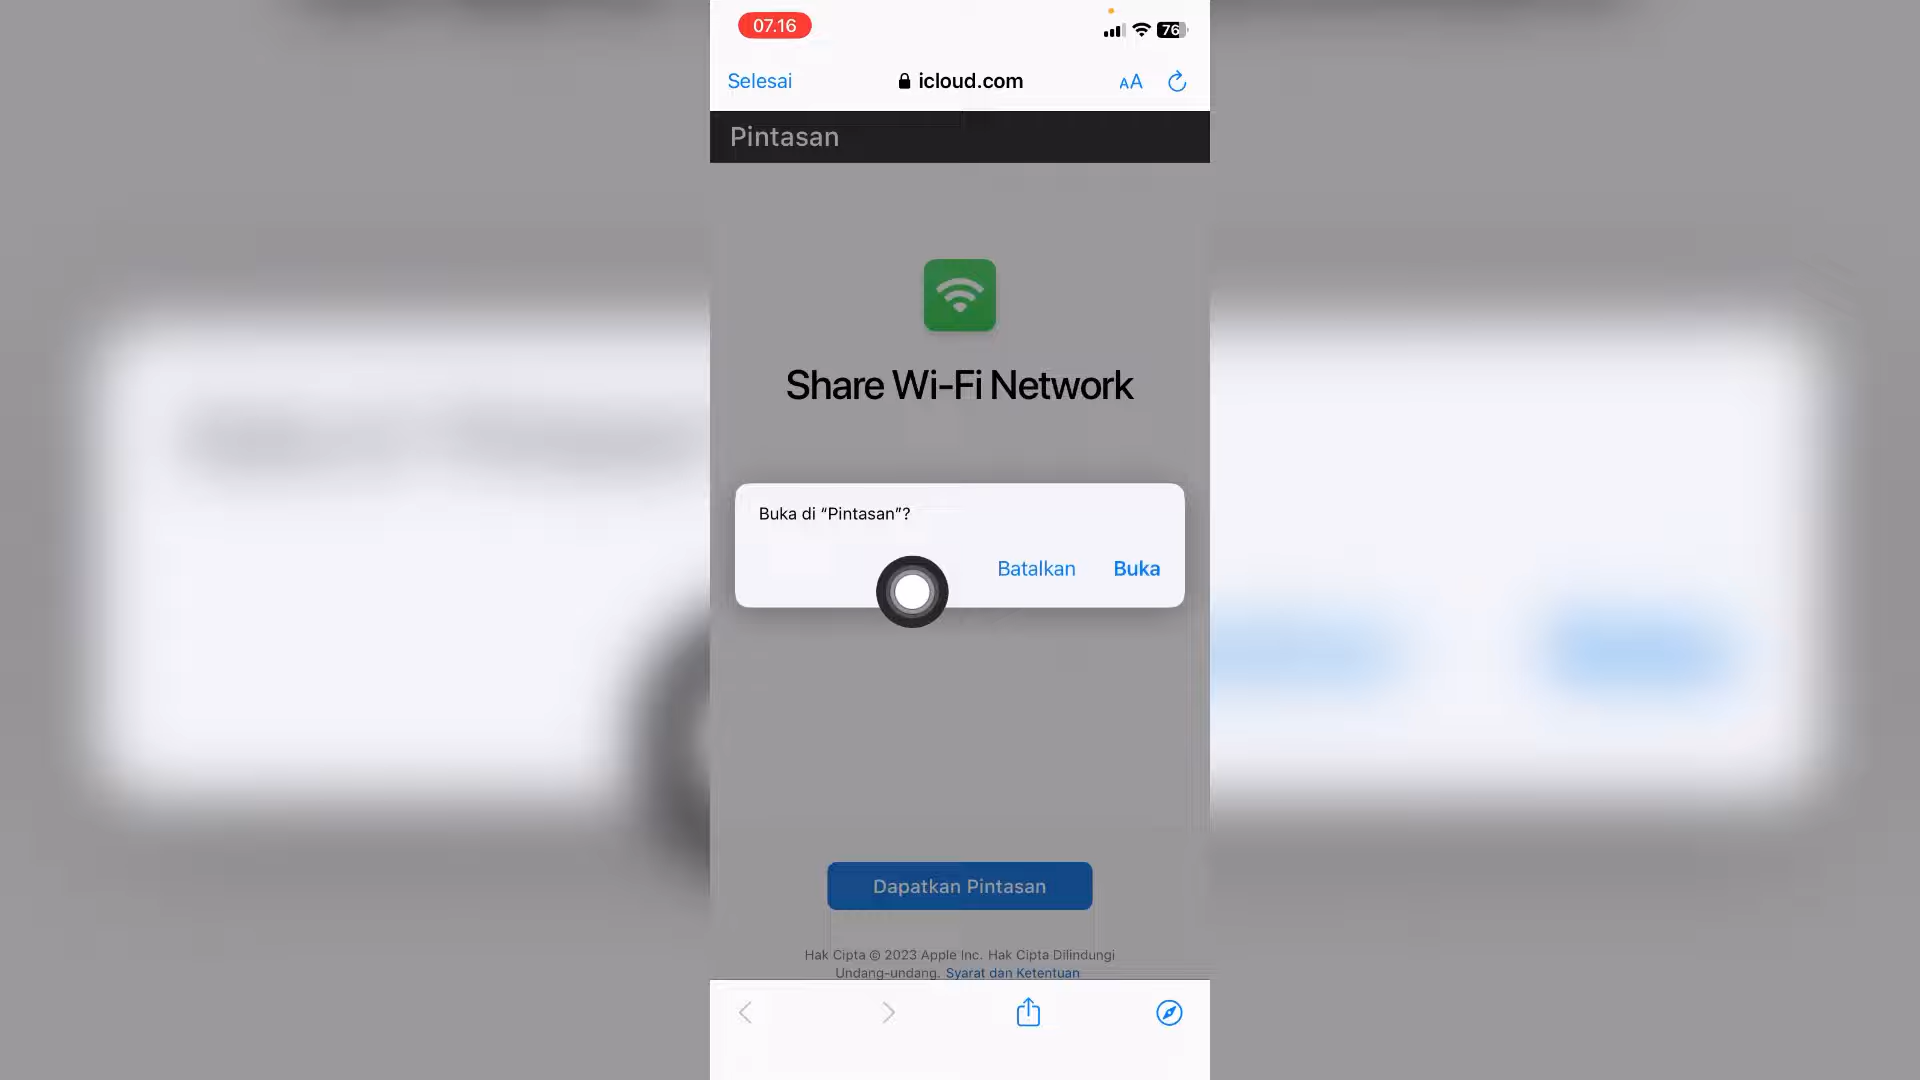 07.16
76
Selesai
icloud.com
AA
Pintasan
Share Wi-Fi Network
Buka di “Pintasan”?
Batalkan
Buka
Dapatkan Pintasan
Hak Cipta © 2023 Apple Inc. Hak Cipta Dilindungi
Undang-undang. Syarat dan Ketentuan